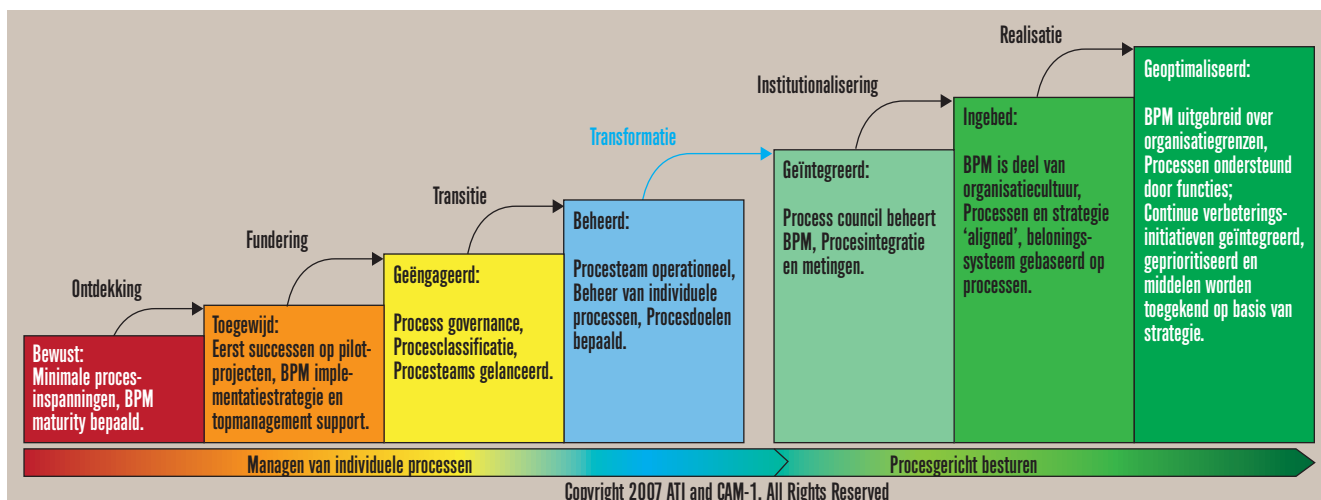 Ontdekking
Bewust:
Minimale proces-
inspanningen, BPM
maturity bepaald.
Fundering
Toegewijd:
Eerst successen op pilot-
projecten, BPM imple-
mentatiestrategie en
topmanagement support.
Transitie
Geëngageerd:
Process governance,
Procesclassificatie,
Procesteams gelanceerd.
Transformatie
Beheerd:
Procesteam operationeel,
Beheer van individuele
processen, Procesdoelen
bepaald.
Institutionalisering
Geïntegreerd:
Process council beheert
BPM, Procesintegratie
en metingen.
Realisatie
Ingebed:
BPM is deel van
organisatiecultuur,
Processen en strategie
‘aligned’, belonings-
systeem gebaseerd op
processen.
Geoptimaliseerd:
BPM uitgebreid over
organisatiegrenzen,
Processen ondersteund
door functies;
Continue verbeterings-
initiatieven geïntegreerd,
geprioritiseerd en
middelen worden
toegekend op basis van
strategie.
Managen van individuele processen
Procesgericht besturen
Copyright 2007 ATI and CAM-1. All Rights Reserved